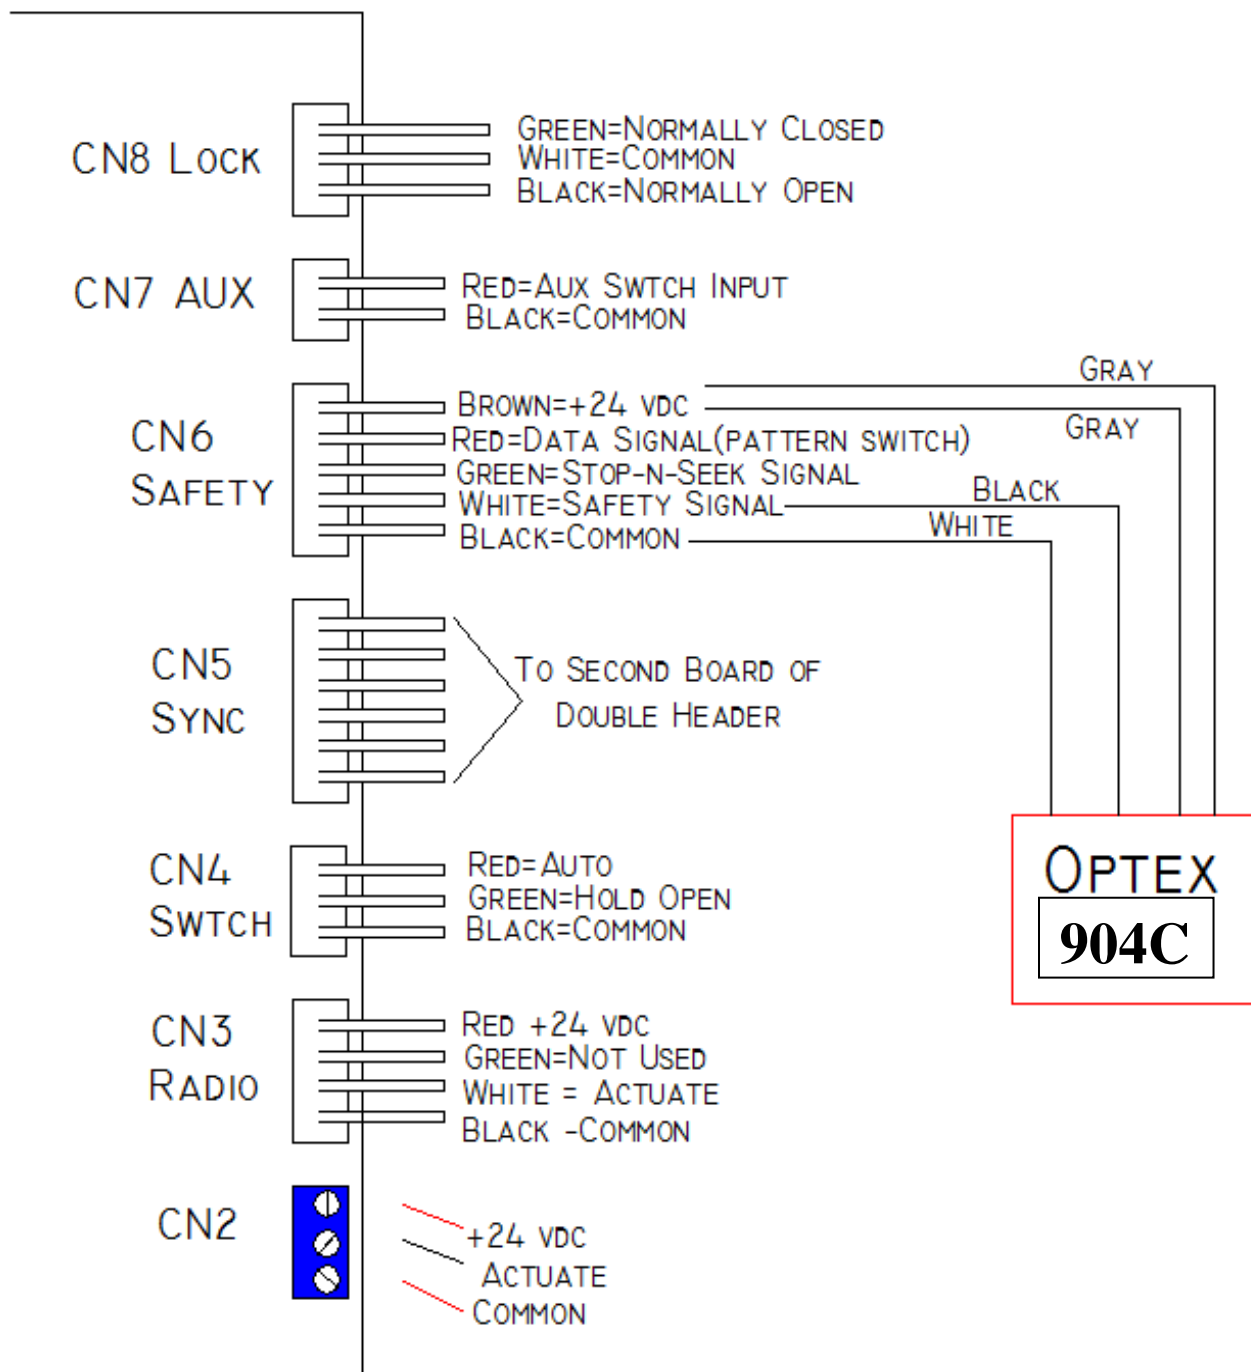 CN8 LOCK
GREEN=NORMALLY CLOSED
WHITE=COMMON
BLACK=NORMALLY OPEN
CN7 AUX
RED=AUX SWTCH INPUT
BLACK=COMMON
CN6
SAFETY
BROWN=+24 VDC
RED=DATA SIGNAL(PATTERN SWITCH)
GREEN=STOP-N-SEEK SIGNAL
WHITE=SAFETY SIGNAL
BLACK=COMMON
GRAY
GRAY
BLACK
WHITE
CN5
SYNC
TO SECOND BOARD OF
DOUBLE HEADER
CN4
SWTCH
RED=AUTO
GREEN=HOLD OPEN
BLACK=COMMON
OPTEX
904C
CN3
RADIO
RED +24 VDC
GREEN=NOT USED
WHITE = ACTUATE
BLACK -COMMON
CN2
+24 VDC
ACTUATE
COMMON